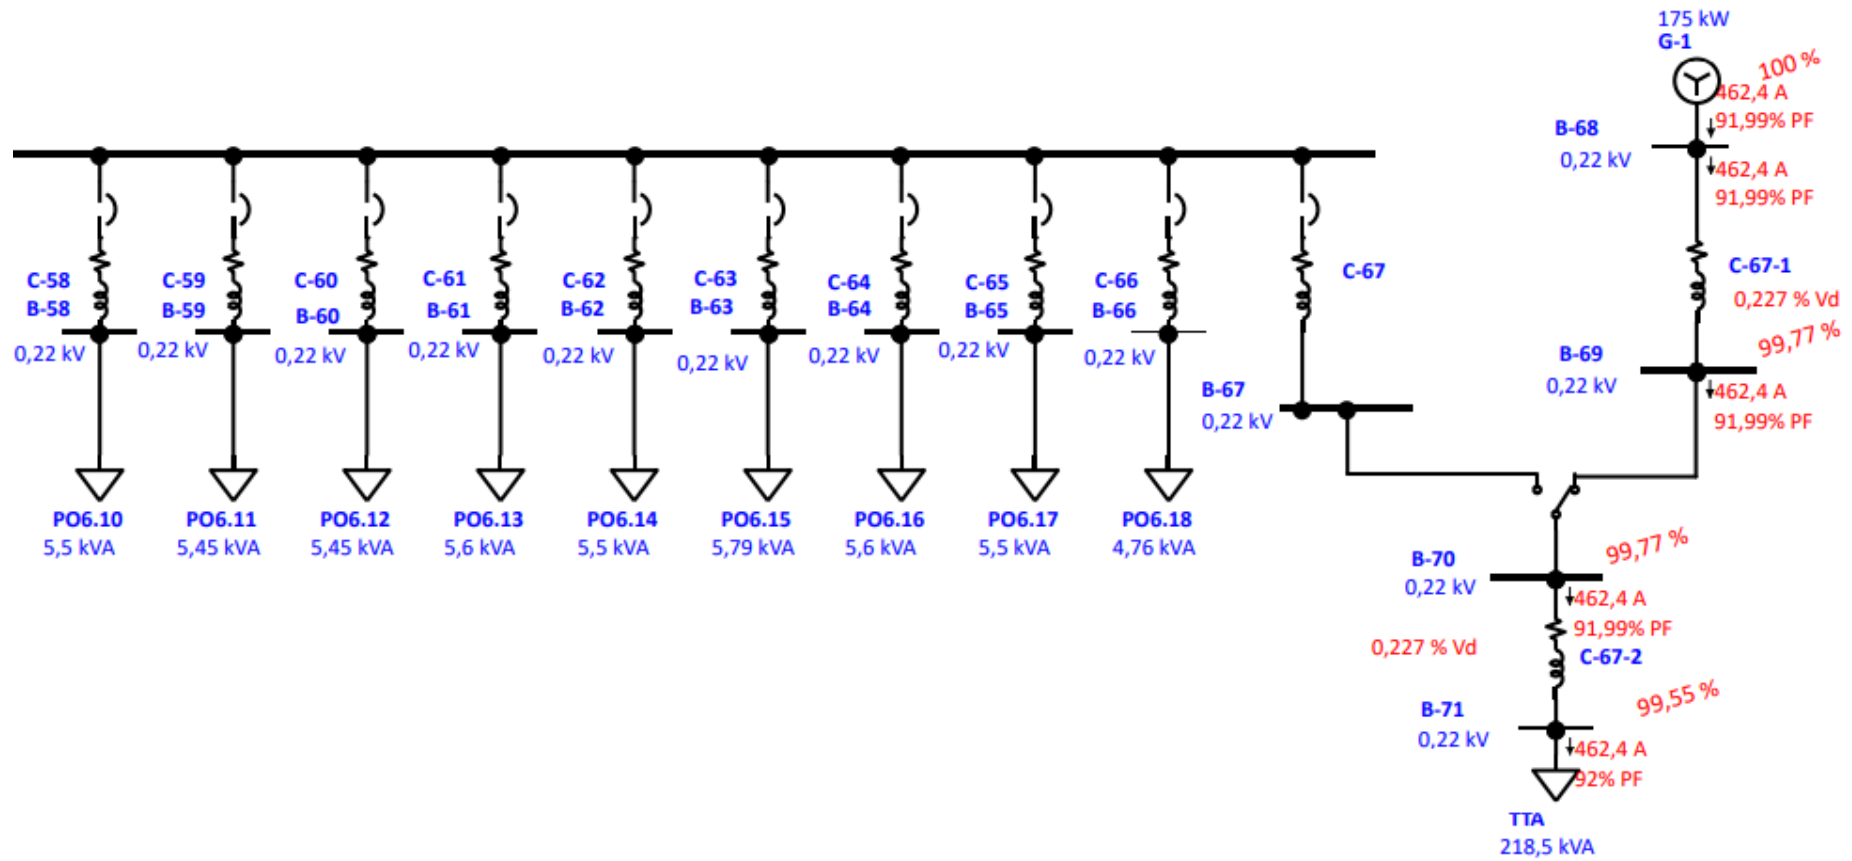 175 kW
G-1
100 %
462,4 A
91,99% PF
B-68
0,22 kV
462,4 A
91,99% PF
C-58
B-58
0,22 kV
C-59
B-59
0,22 kV
C-60
B-60
0,22 kV
C-61
B-61
0,22 kV
C-62
B-62
0,22 kV
C-63
B-63
0,22 kV
C-64
B-64
0,22 kV
C-65
B-65
0,22 kV
C-66
B-66
0,22 kV
C-67
C-67-1
0,227 % Vd
99,77 %
B-69
0,22 kV
462,4 A
91,99% PF
B-67
0,22 kV
PO6.10
5,5 kVA
PO6.11
5,45 kVA
PO6.12
5,45 kVA
PO6.13
5,6 kVA
PO6.14
5,5 kVA
PO6.15
5,79 kVA
PO6.16
5,6 kVA
PO6.17
5,5 kVA
PO6.18
4,76 kVA
99,77 %
B-70
0,22 kV
462,4 A
91,99% PF
0,227 % Vd
C-67-2
99,55 %
B-71
0,22 kV
462,4 A
92% PF
TTA
218,5 kVA